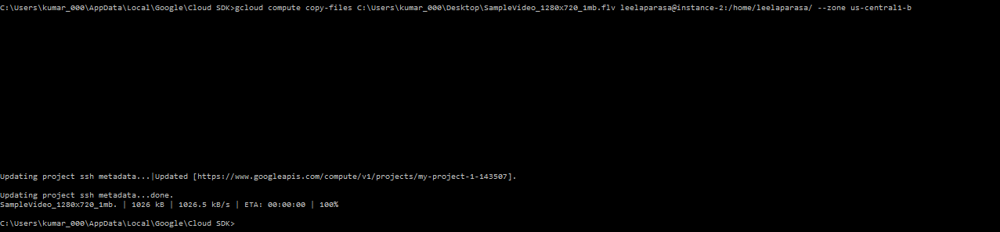 C:\Users\kumar_000\AppData\Local\Google\Cloud SDK>gcloud compute copy-files C:\Users\kumar_000\Desktop\SampleVideo_1280x720_1mb.flv leelaparasa@instance-2:/home/leelaparasa/ --zone us-central1-b
Updating project ssh metadata...|Updated [https://www.googleapis.com/compute/v1/projects/my-project-1-143507].
Updating project ssh metadata...done.
SampleVideo_1280x720_1mb. | 1026 kB | 1026.5 kB/s | ETA: 00:00:00 | 100%
C:\Users\kumar_000\AppData\Local\Google\Cloud SDK>